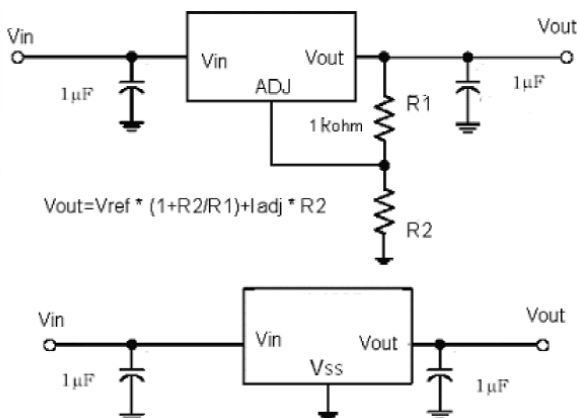 Vin
Vout
Vin
Vout
ADJ
1µF
1µF
R1
1kohm
Vout=Vref * (1+R2/R1)+Iadj * R2
R2
Vin
Vout
Vin
Vout
VSS
1µF
1µF